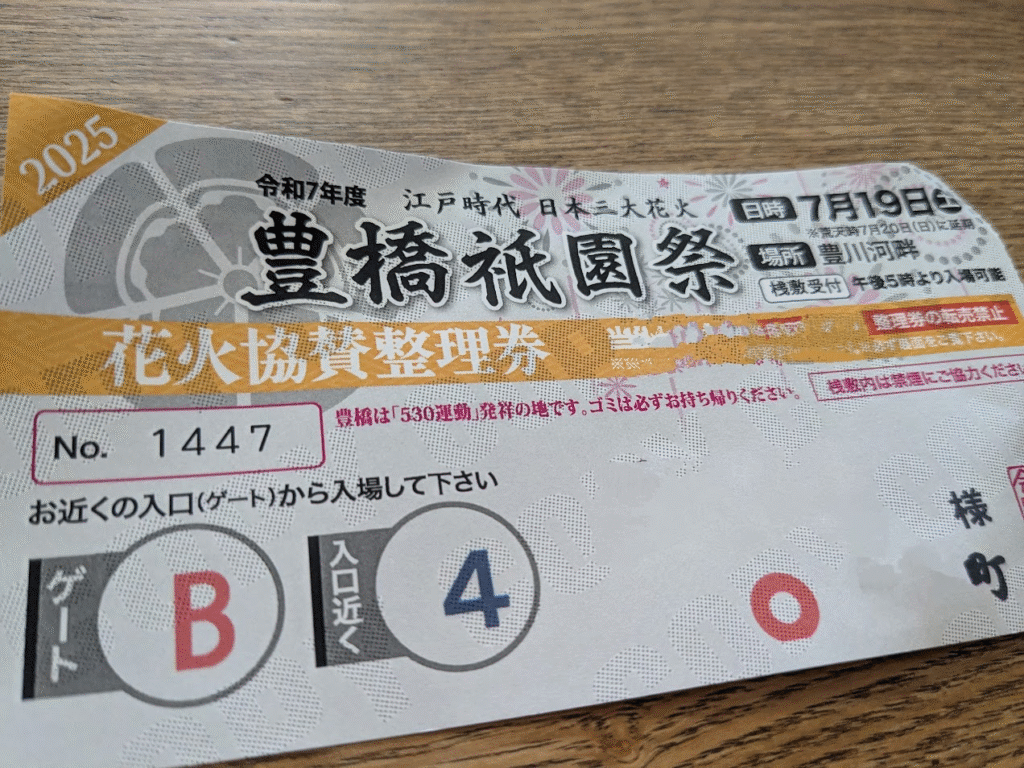 2025
令和7年度
江戸時代 日本三大花火
豊橋祇園祭
日時 7月19日㊏
※荒天時7月20日(日)に延期
場所 豊川河畔
桟敷受付 午後5時より入場可能
花火協賛整理券
整理券の転売禁止
豊橋は「530運動」発祥の地です。ゴミは必ずお持ち帰りください。
桟敷内は禁煙にご協力くださ
No. 1447
お近くの入口(ゲート)から入場して下さい
ゲート B
入口近く 4
様
町